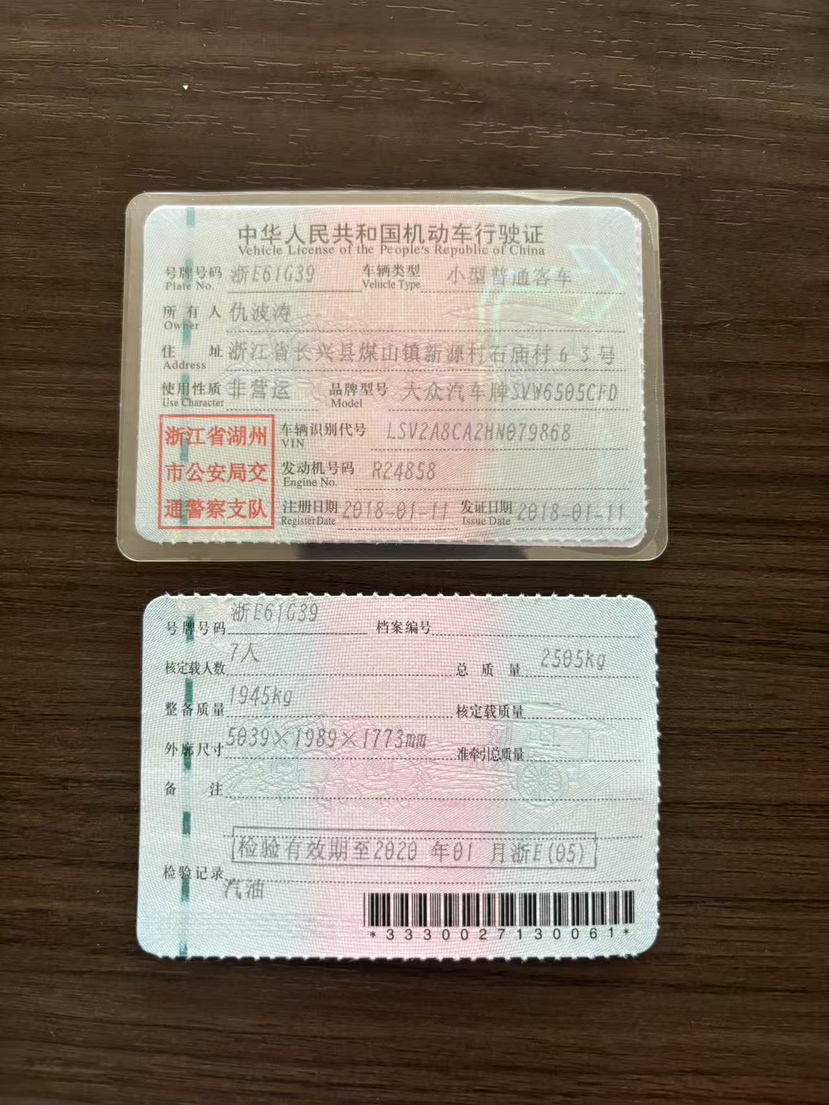 中华人民共和国机动车行驶证
Vehicle License of the People's Republic of China
号牌号码 浙E61G39 车辆类型 小型普通客车
Plate No. Vehicle Type
所有人 仇波涛
Owner
住址 浙江省长兴县煤山镇新源村石庙村63号
Address
使用性质 非营运 品牌型号 大众汽车牌SVW6505CFD
Use Character Model
浙江省湖州
市公安局交
通警察支队
车辆识别代号 LSV2A8CA2HN079868
VIN
发动机号码 R24858
Engine No.
注册日期 2018-01-11 发证日期 2018-01-11
Register Date Issue Date
号牌号码 浙E61G39 档案编号
核定载人数 7人 总质量 2505kg
整备质量 1945kg 核定载质量
外廓尺寸 5039×1989×1773mm 准牵引总质量
备注
检验有效期至2020年01月浙E(05)
检验记录
汽油
*3330027130061*